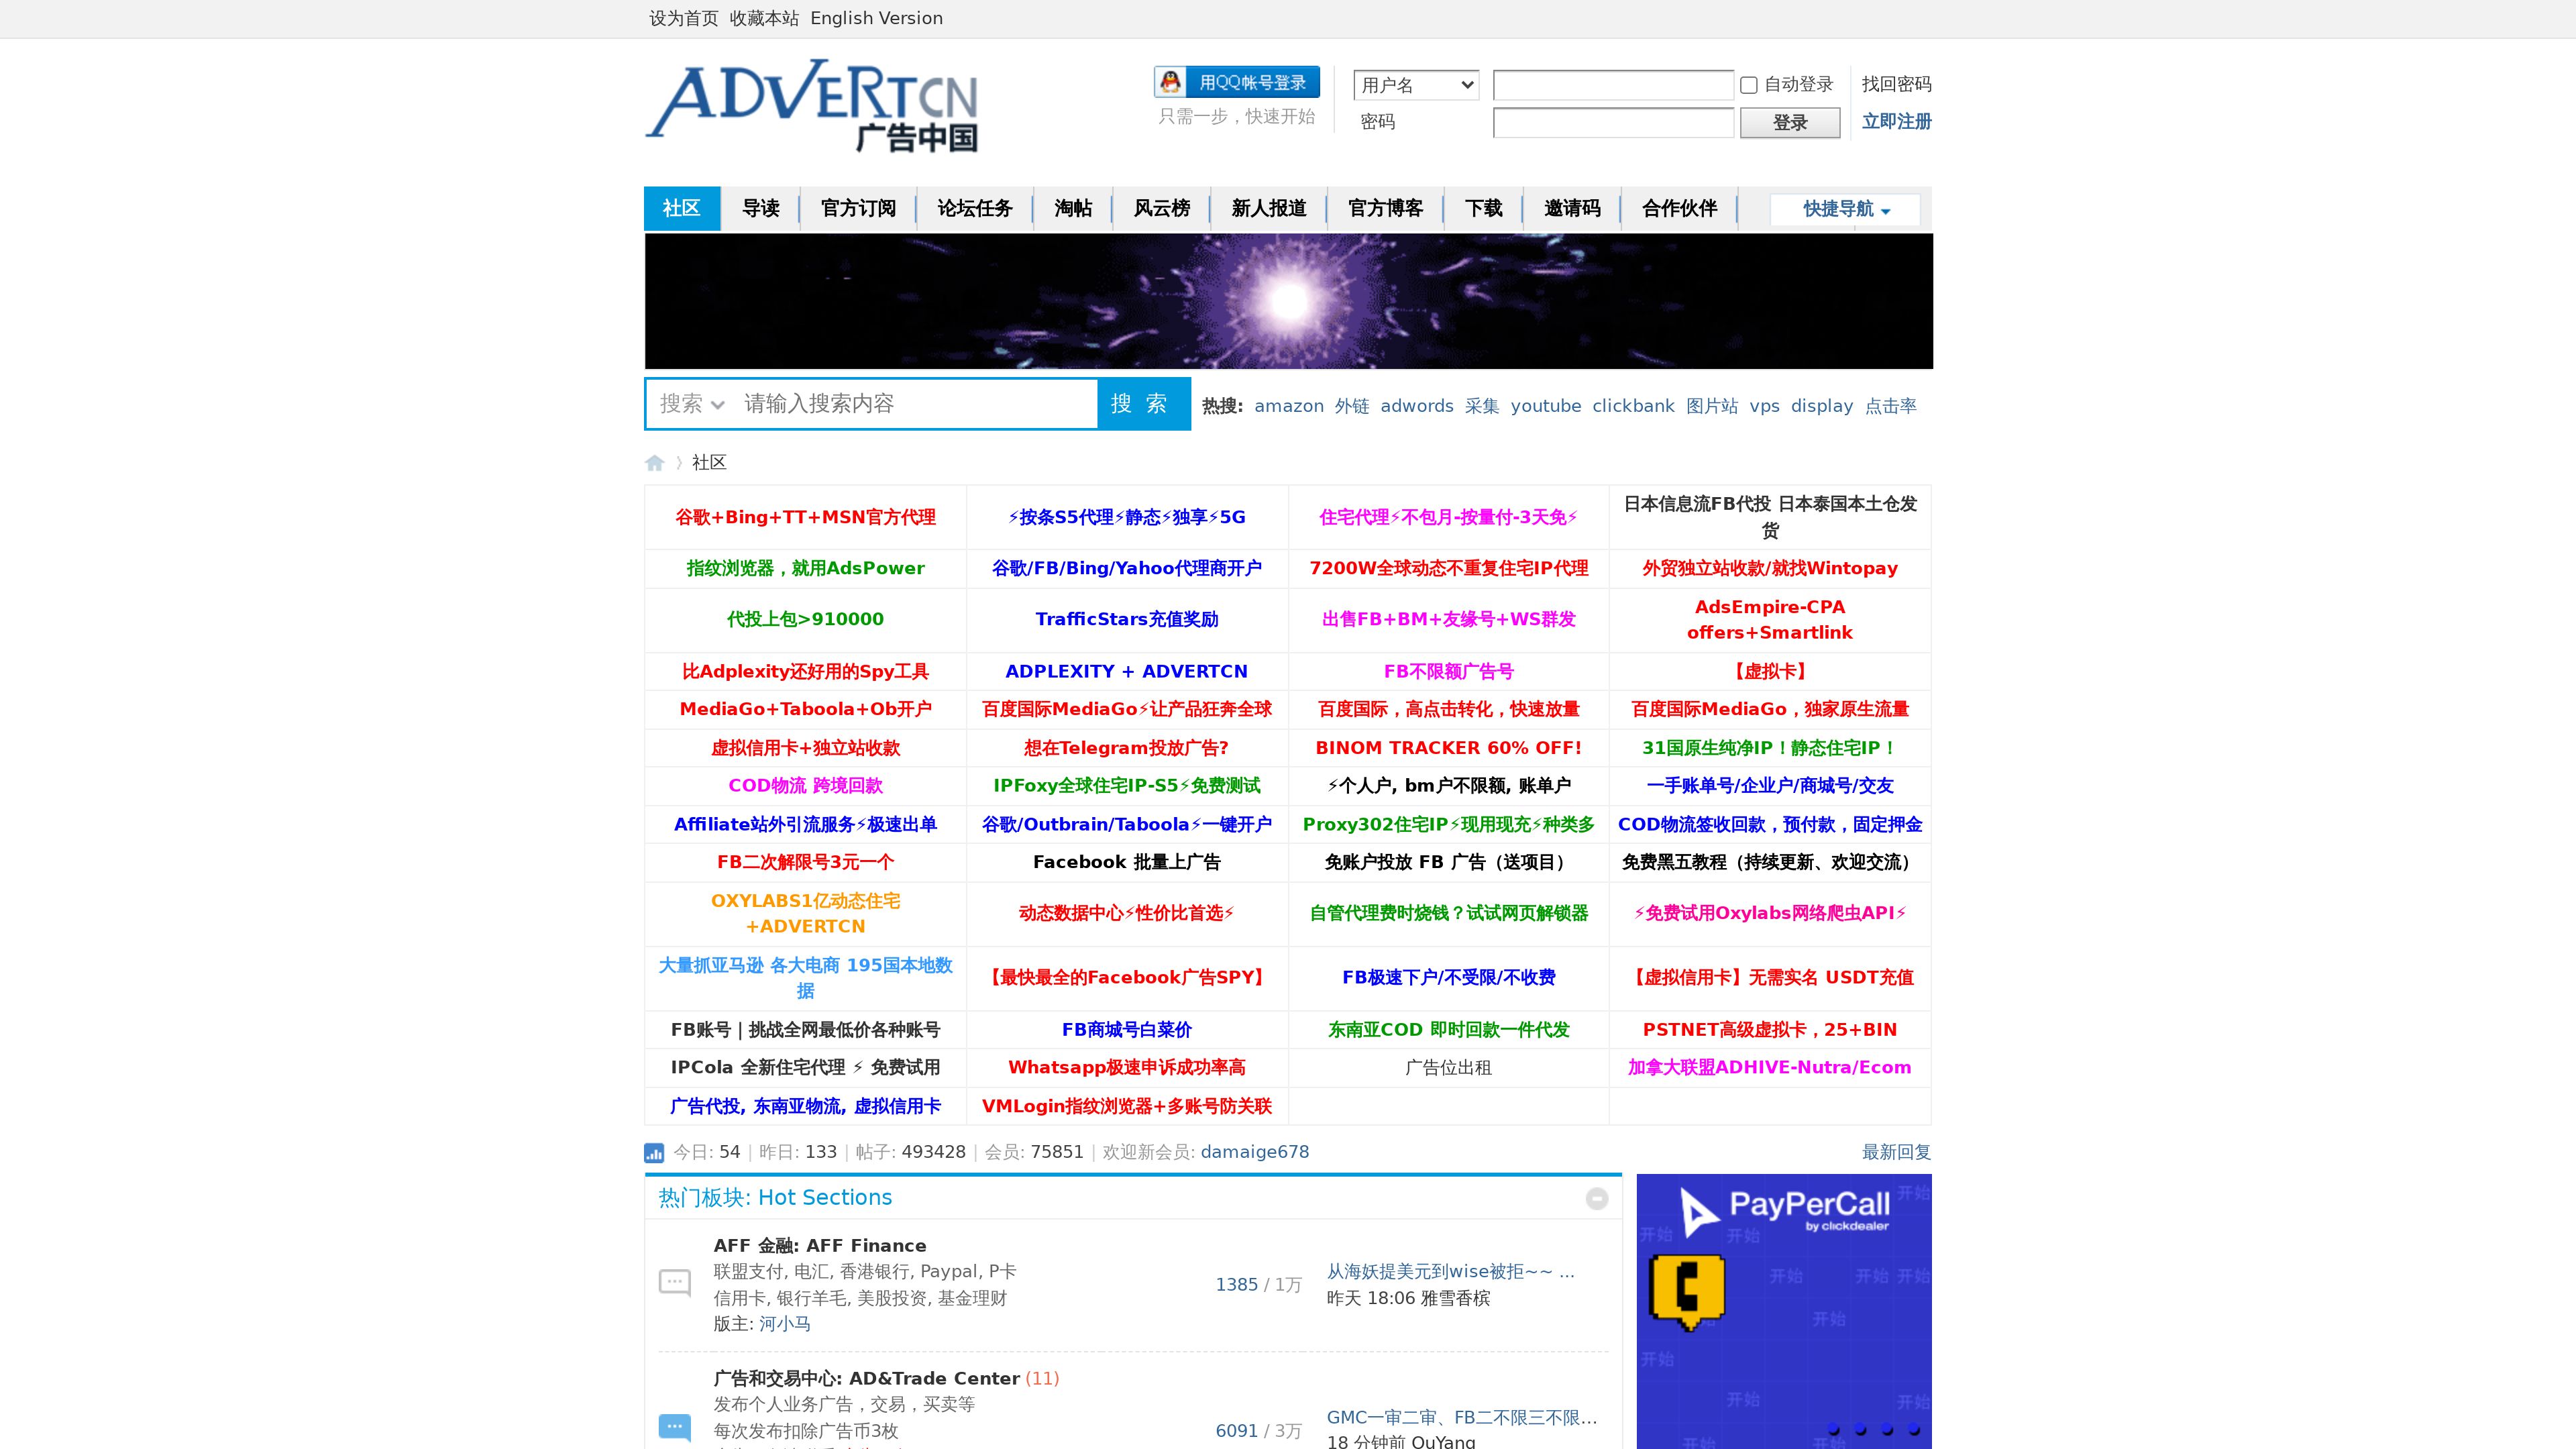 设为首页 收藏本站 English Version
ADVERTCN
广告中国
用QQ帐号登录
只需一步，快速开始
用户名
自动登录
找回密码
密码
登录
立即注册
社区 导读 官方订阅 论坛任务 淘帖 风云榜 新人报道 官方博客 下载 邀请码 合作伙伴 快捷导航
搜索 请输入搜索内容 搜 索 热搜: amazon 外链 adwords 采集 youtube clickbank 图片站 vps display 点击率
社区
谷歌+Bing+TT+MSN官方代理
⚡按条S5代理⚡静态⚡独享⚡5G
住宅代理⚡不包月-按量付-3天免⚡
日本信息流FB代投 日本泰国本土仓发
货
指纹浏览器，就用AdsPower
谷歌/FB/Bing/Yahoo代理商开户
7200W全球动态不重复住宅IP代理
外贸独立站收款/就找Wintopay
代投上包>910000
TrafficStars充值奖励
出售FB+BM+友缘号+WS群发
AdsEmpire-CPA
offers+Smartlink
比Adplexity还好用的Spy工具
ADPLEXITY + ADVERTCN
FB不限额广告号
【虚拟卡】
MediaGo+Taboola+Ob开户
百度国际MediaGo⚡让产品狂奔全球
百度国际，高点击转化，快速放量
百度国际MediaGo，独家原生流量
虚拟信用卡+独立站收款
想在Telegram投放广告?
BINOM TRACKER 60% OFF!
31国原生纯净IP！静态住宅IP！
COD物流 跨境回款
IPFoxy全球住宅IP-S5⚡免费测试
⚡个人户, bm户不限额, 账单户
一手账单号/企业户/商城号/交友
Affiliate站外引流服务⚡极速出单
谷歌/Outbrain/Taboola⚡一键开户
Proxy302住宅IP⚡现用现充⚡种类多
COD物流签收回款，预付款，固定押金
FB二次解限号3元一个
Facebook 批量上广告
免账户投放 FB 广告（送项目）
免费黑五教程（持续更新、欢迎交流）
OXYLABS1亿动态住宅
+ADVERTCN
动态数据中心⚡性价比首选⚡
自管代理费时烧钱？试试网页解锁器
⚡免费试用Oxylabs网络爬虫API⚡
大量抓亚马逊 各大电商 195国本地数
据
【最快最全的Facebook广告SPY】
FB极速下户/不受限/不收费
【虚拟信用卡】无需实名 USDT充值
FB账号 | 挑战全网最低价各种账号
FB商城号白菜价
东南亚COD 即时回款一件代发
PSTNET高级虚拟卡，25+BIN
IPCola 全新住宅代理 ⚡ 免费试用
Whatsapp极速申诉成功率高
广告位出租
加拿大联盟ADHIVE-Nutra/Ecom
广告代投, 东南亚物流, 虚拟信用卡
VMLogin指纹浏览器+多账号防关联
今日: 54 | 昨日: 133 | 帖子: 493428 | 会员: 75851 | 欢迎新会员: damaige678
最新回复
热门板块: Hot Sections
AFF 金融: AFF Finance
联盟支付, 电汇, 香港银行, Paypal, P卡
信用卡, 银行羊毛, 美股投资, 基金理财
版主: 河小马
1385 / 1万
从海妖提美元到wise被拒~~ ...
昨天 18:06 雅雪香槟
广告和交易中心: AD&Trade Center (11)
发布个人业务广告，交易，买卖等
每次发布扣除广告币3枚
6091 / 3万
GMC一审二审、FB二不限三不限...
18 分钟前 OuYang
PayPerCall
by clickdealer
开始
开始 开始
开始 开始 开始
开始
开始
开始 开始
开始 开始